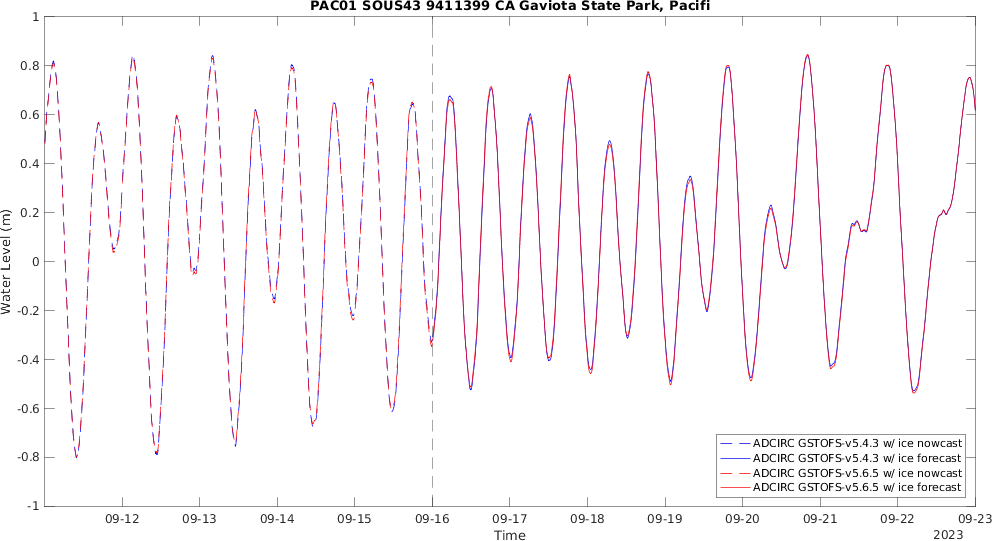 PAC01 SOUS43 9411399 CA Gaviota State Park, Pacifi
1
0.8
0.6
0.4
0.2
0
-0.2
-0.4
-0.6
-0.8
-1
Water Level (m)
ADCIRC GSTOFS-v5.4.3 w/ ice nowcast
ADCIRC GSTOFS-v5.4.3 w/ ice forecast
ADCIRC GSTOFS-v5.6.5 w/ ice nowcast
ADCIRC GSTOFS-v5.6.5 w/ ice forecast
09-12 09-13 09-14 09-15 09-16 09-17 09-18 09-19 09-20 09-21 09-22 09-23
Time
2023